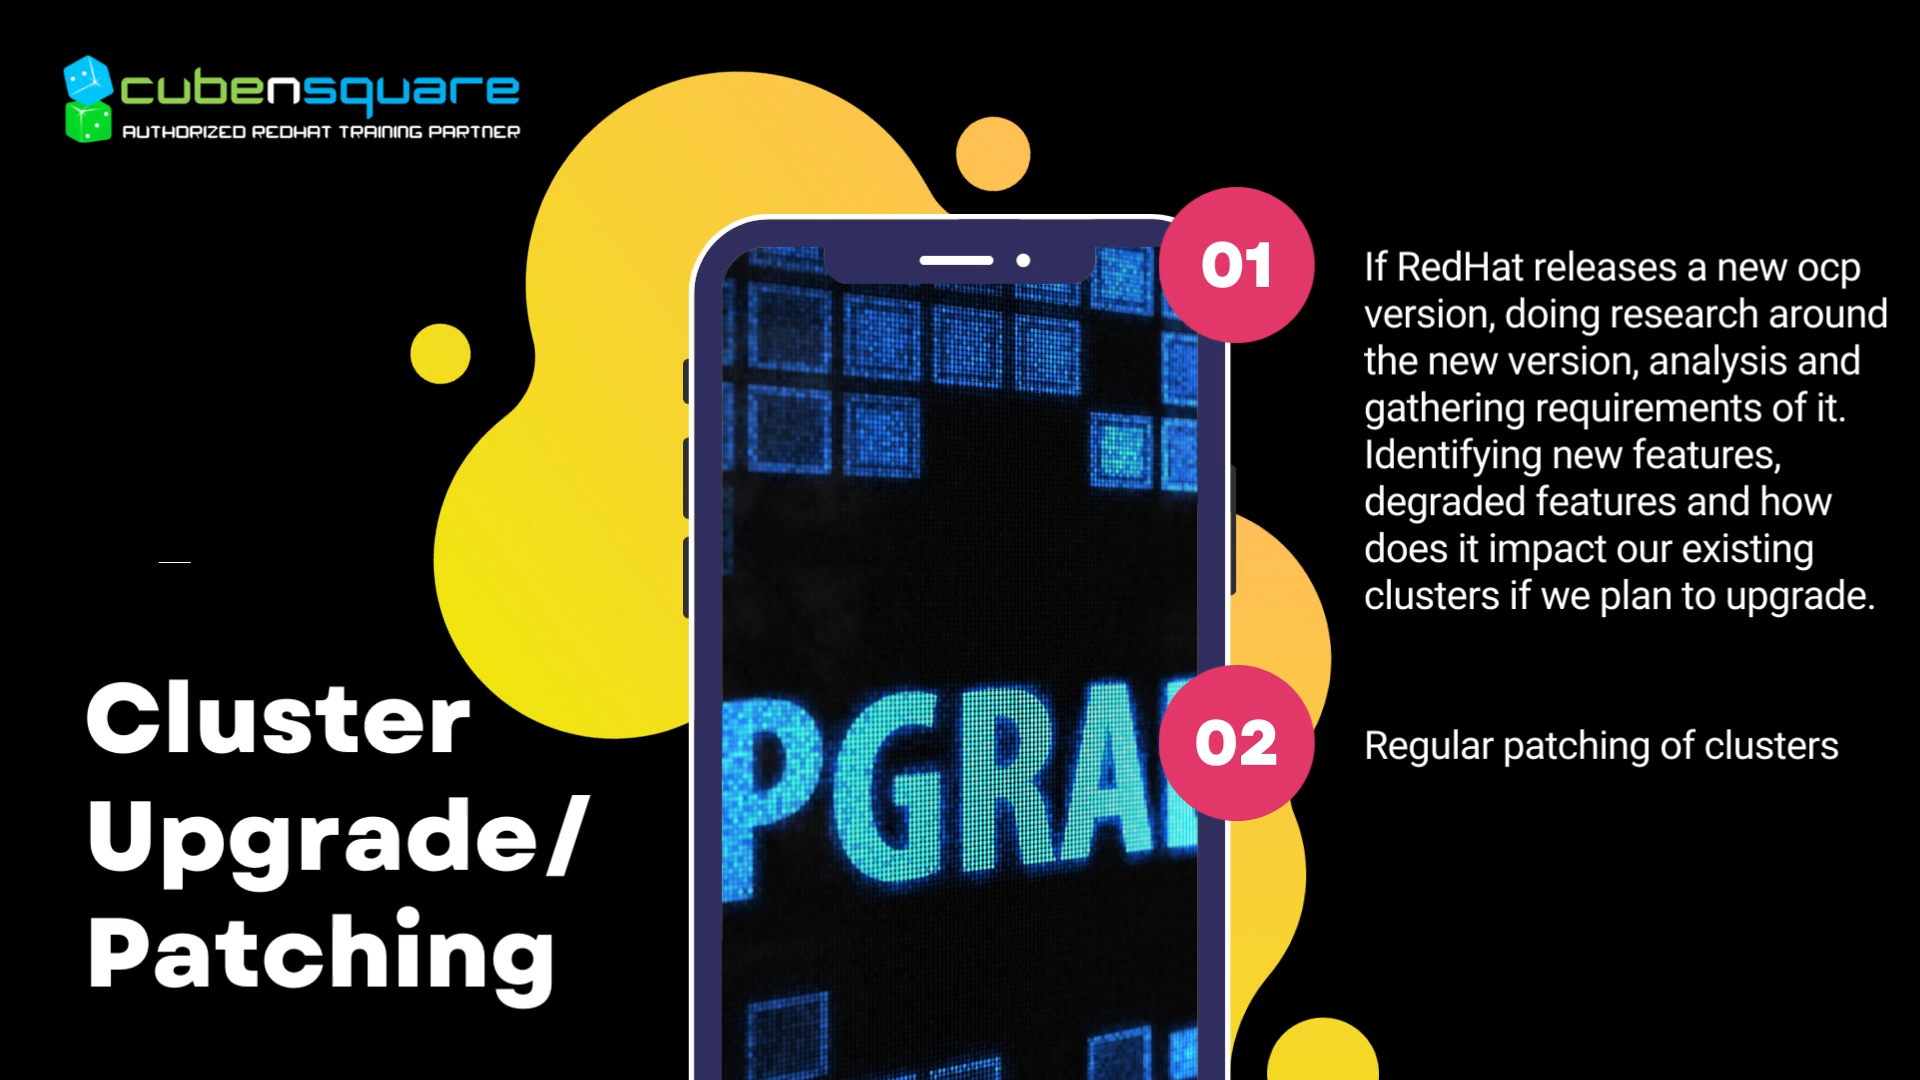 cubensquare
AUTHORIZED REDHAT TRAINING PARTNER
Cluster
Upgrade/
Patching
PGRA
01
If RedHat releases a new ocp
version, doing research around
the new version, analysis and
gathering requirements of it.
Identifying new features,
degraded features and how
does it impact our existing
clusters if we plan to upgrade.
02
Regular patching of clusters